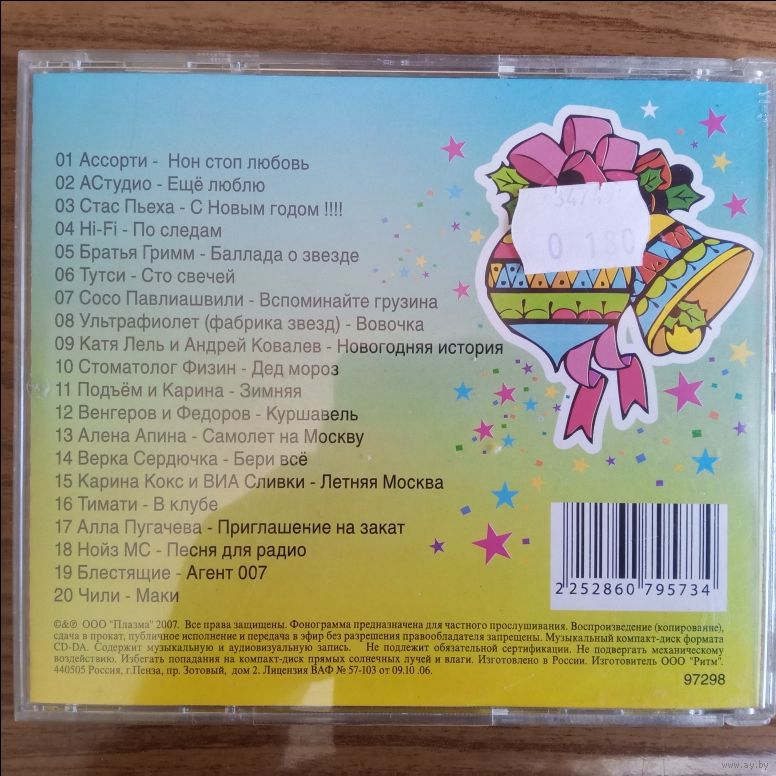 01 Ассорти - Нон стоп любовь
02 АСтудио - Ещё люблю
03 Стас Пьеха - С Новым годом !!!!
04 Hi-Fi - По следам
05 Братья Гримм - Баллада о звезде
06 Тутси - Сто свечей
07 Сосо Павлиашвили - Вспоминайте грузина
08 Ультрафиолет (фабрика звезд) - Вовочка
09 Катя Лель и Андрей Ковалев - Новогодняя история
10 Стоматолог Физин - Дед мороз
11 Подъём и Карина - Зимняя
12 Венгеров и Федоров - Куршавель
13 Алена Апина - Самолет на Москву
14 Верка Сердючка - Бери всё
15 Карина Кокс и ВИА Сливки - Летняя Москва
16 Тимати - В клубе
17 Алла Пугачева - Приглашение на закат
18 Нойз МС - Песня для радио
19 Блестящие - Агент 007
20 Чили - Маки
0 180
2 252860 795734
©&℗ ООО "Плазма" 2007. Все права защищены. Фонограмма предназначена для частного прослушивания. Воспроизведение (копирование),
сдача в прокат, публичное исполнение и передача в эфир без разрешения правообладателя запрещены. Музыкальный компакт-диск формата
CD-DA. Содержит музыкальную и аудиовизуальную запись. Не подлежит обязательной сертификации. Не подвергать механическому
воздействию. Избегать попадания на компакт-диск прямых солнечных лучей и влаги. Изготовлено в России. Изготовитель ООО "Ритм".
440505 Россия, г.Пенза, пр. Зотовый, дом 2. Лицензия ВАФ № 57-103 от 09.10 .06.
97298
www.ay.by